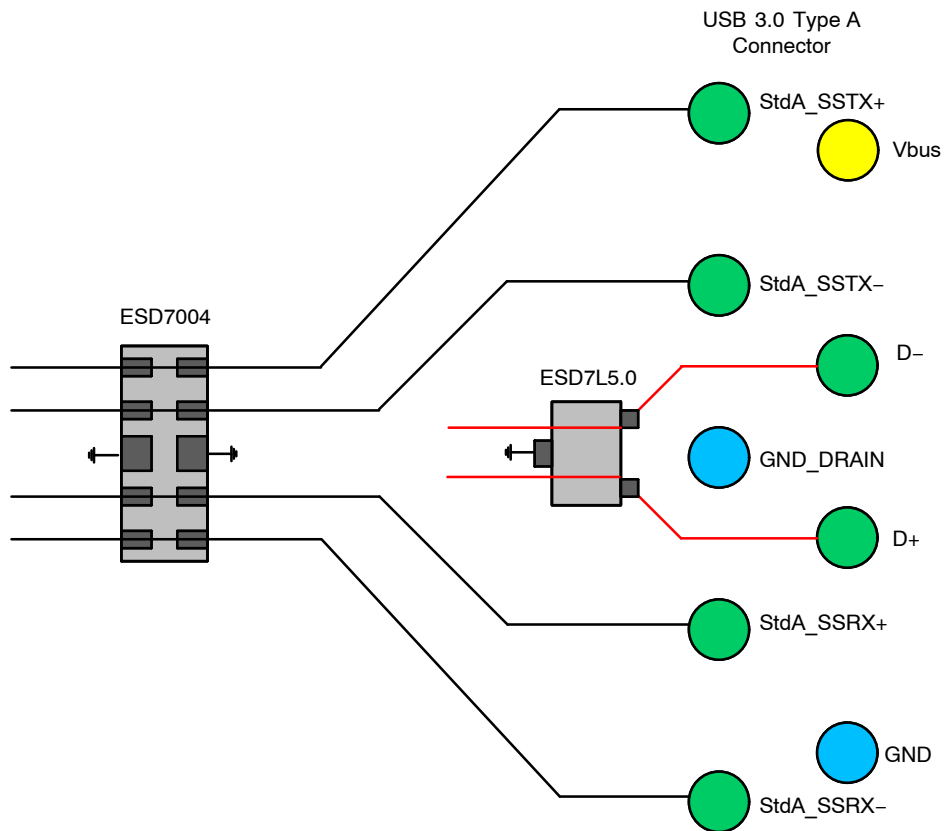 USB 3.0 Type A
Connector
StdA_SSTX+
Vbus
StdA_SSTX−
ESD7004
D−
ESD7L5.0
GND_DRAIN
D+
StdA_SSRX+
GND
StdA_SSRX−